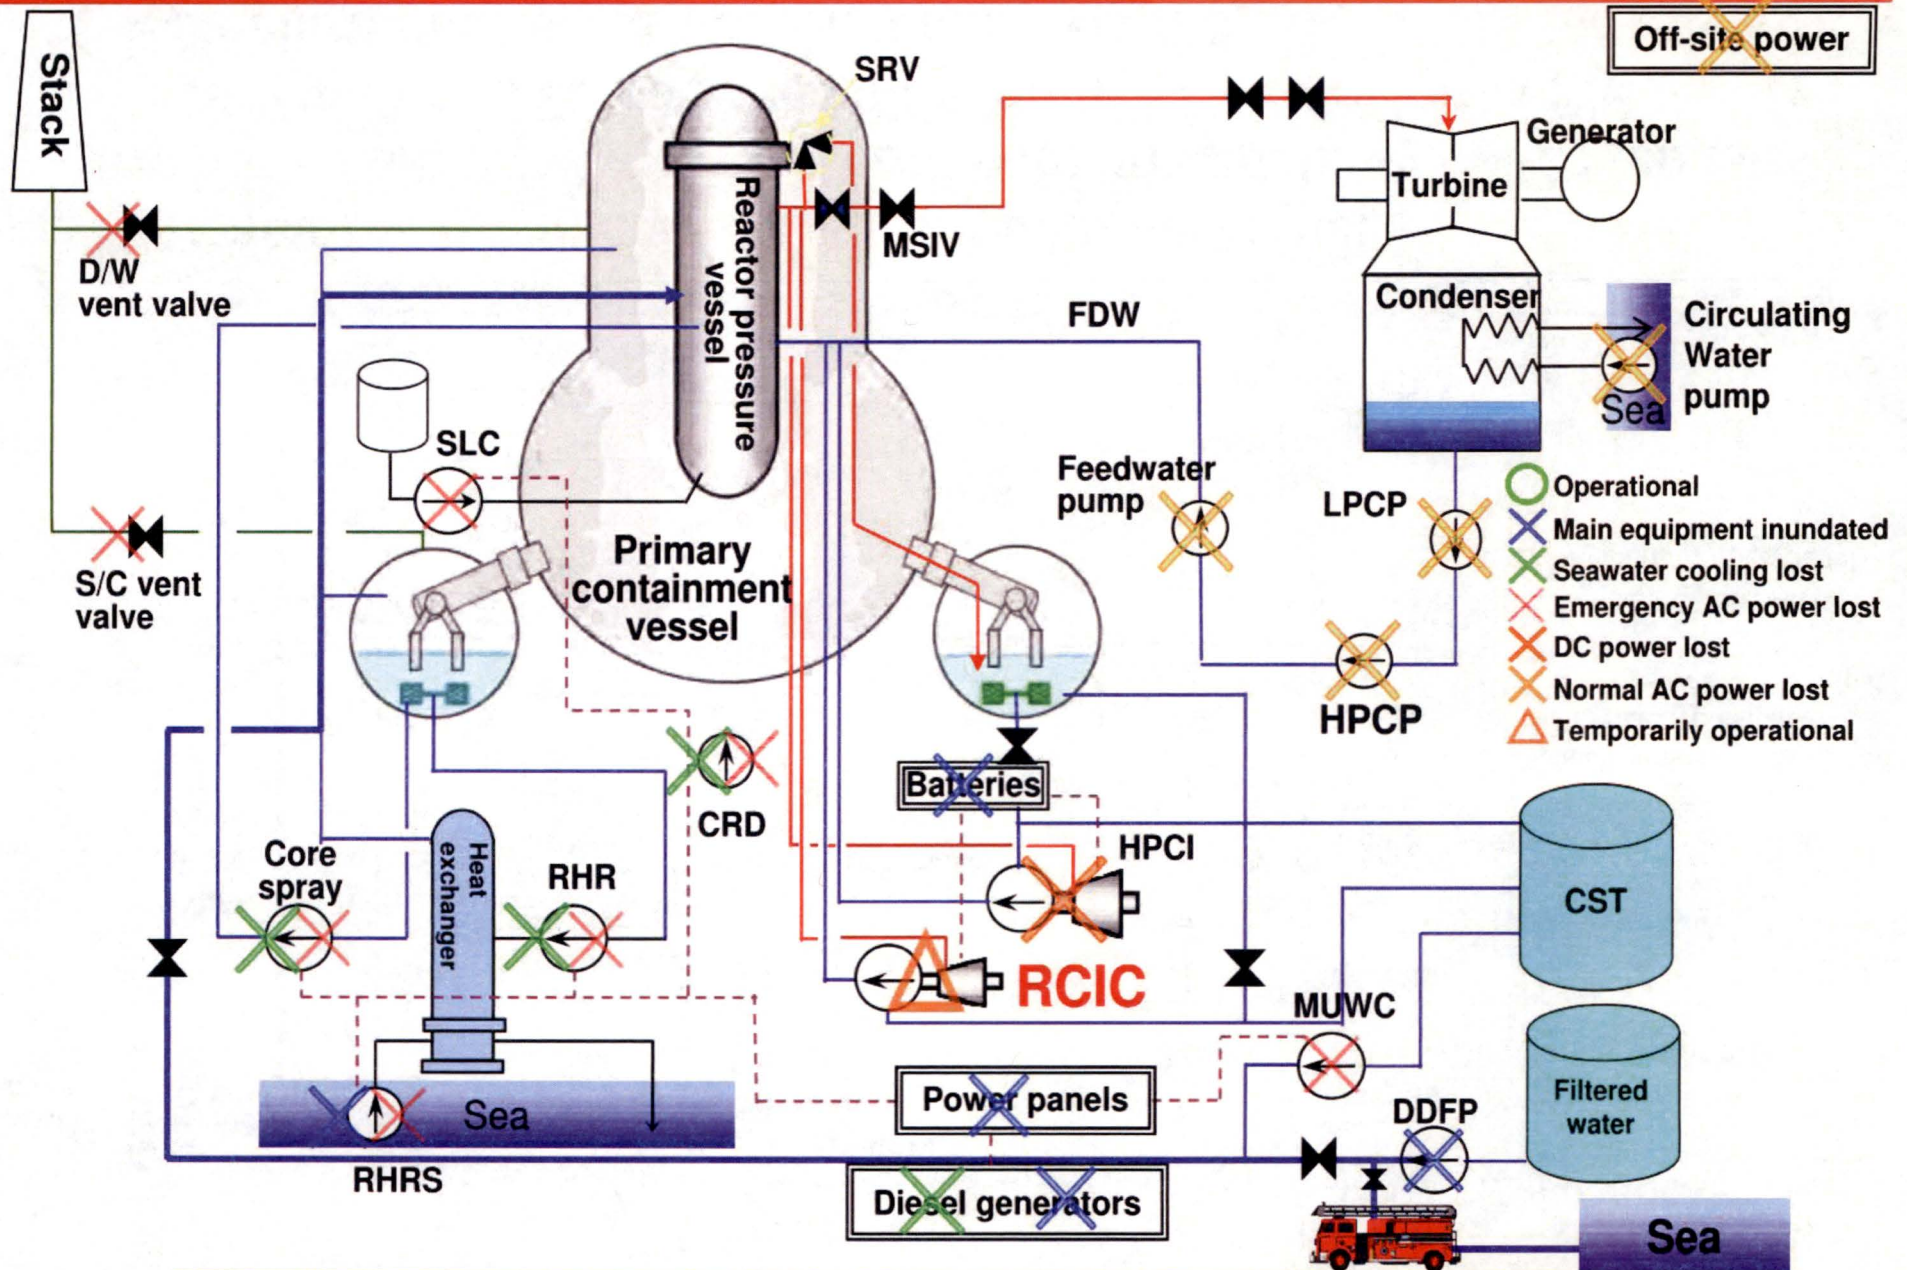 Off-site power
Stack
SRV
Generator
Turbine
Reactor pressure
vessel
MSIV
D/W
vent valve
Condenser
FDW
Circulating
Water
pump
Sea
SLC
Feedwater
pump
LPCP
Operational
Main equipment inundated
Seawater cooling lost
Emergency AC power lost
DC power lost
Normal AC power lost
Temporarily operational
S/C vent
valve
Primary
containment
vessel
HPCP
Batteries
CRD
HPCI
Core
spray
Heat
exchanger
RHR
CST
RCIC
MUWC
Power panels
Sea
Filtered
water
DDFP
RHRS
Diesel generators
Sea